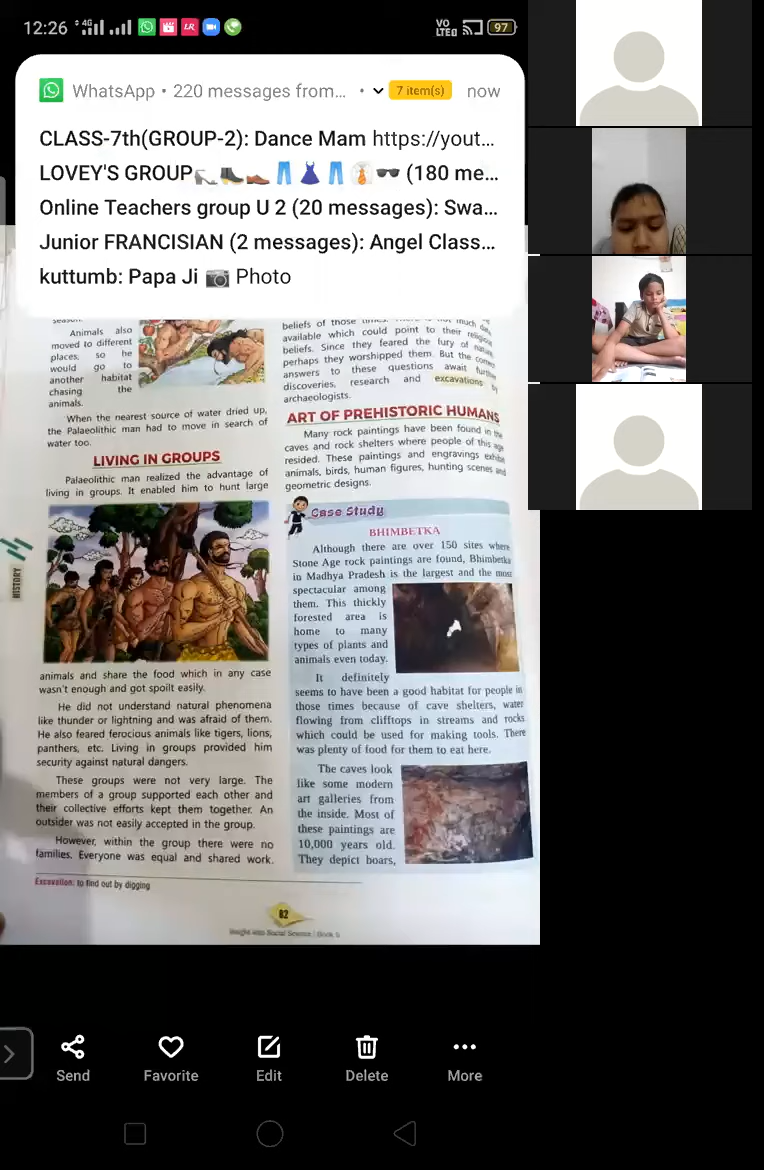 12:26
4G
VO
LTE
97
WhatsApp • 220 messages from... •
7 item(s)
now
CLASS-7th(GROUP-2): Dance Mam https://yout...
LOVEY'S GROUP👡👢👞👖👗👖👔🕶 (180 me...
Online Teachers group U 2 (20 messages): Swa...
Junior FRANCISIAN (2 messages): Angel Class...
kuttumb: Papa Ji 📷 Photo
season.
Animals also
moved to different
places, so he
would go to
another habitat
chasing the
animals.
When the nearest source of water dried up,
the Palaeolithic man had to move in search of
water too.
LIVING IN GROUPS
Palaeolithic man realized the advantage of
living in groups. It enabled him to hunt large
HISTORY
animals and share the food which in any case
wasn't enough and got spoilt easily.
He did not understand natural phenomena
like thunder or lightning and was afraid of them.
He also feared ferocious animals like tigers, lions,
panthers, etc. Living in groups provided him
security against natural dangers.
These groups were not very large. The
members of a group supported each other and
their collective efforts kept them together. An
outsider was not easily accepted in the group.
However, within the group there were no
families. Everyone was equal and shared work.
Excavation: to find out by digging
beliefs of those times. There is not much data
available which could point to their religious
beliefs. Since they feared the fury of nature,
perhaps they worshipped them. But the correct
answers to these questions await further
discoveries, research and excavations by
archaeologists.
ART OF PREHISTORIC HUMANS
Many rock paintings have been found in the
caves and rock shelters where people of this age
resided. These paintings and engravings exhibit
animals, birds, human figures, hunting scenes and
geometric designs.
Case Study
BHIMBETKA
Although there are over 150 sites where
Stone Age rock paintings are found, Bhimbetka
in Madhya Pradesh is the largest and the most
spectacular among
them. This thickly
forested area is
home to many
types of plants and
animals even today.
It definitely
seems to have been a good habitat for people in
those times because of cave shelters, water
flowing from clifftops in streams and rocks
which could be used for making tools. There
was plenty of food for them to eat here.
The caves look
like some modern
art galleries from
the inside. Most of
these paintings are
10,000 years old.
They depict boars,
82
Insight into Social Science | Book 6
Send
Favorite
Edit
Delete
More